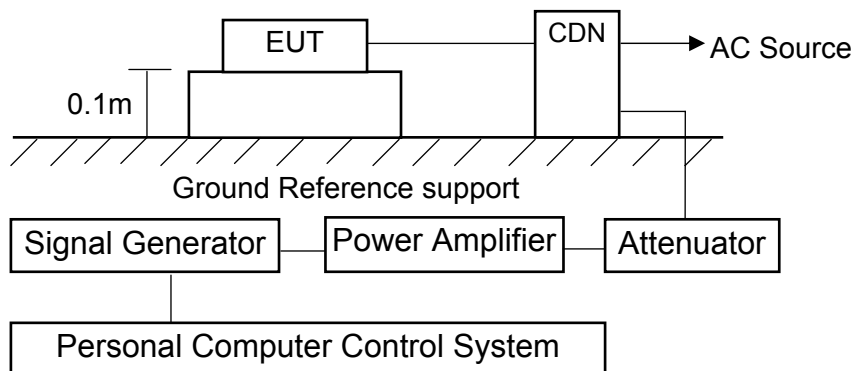 EUT
CDN
AC Source
0.1m
Ground Reference support
Signal Generator
Power Amplifier
Attenuator
Personal Computer Control System